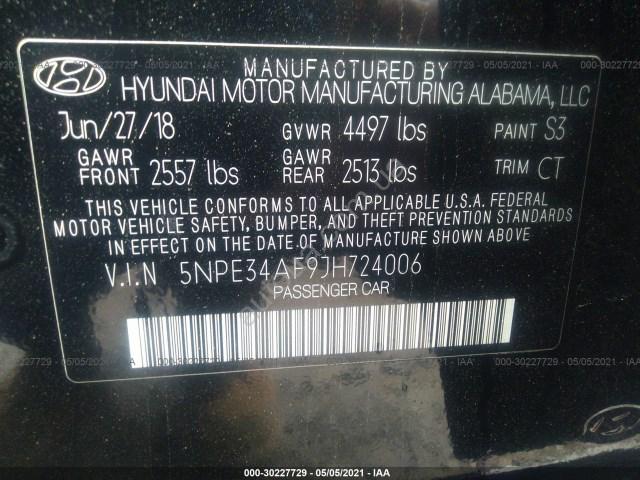 MANUFACTURED BY
HYUNDAI MOTOR MANUFACTURING ALABAMA, LLC
Jun/27/18 GVWR 4497 lbs PAINT S3
GAWR FRONT 2557 lbs GAWR REAR 2513 lbs TRIM CT
THIS VEHICLE CONFORMS TO ALL APPLICABLE U.S.A. FEDERAL
MOTOR VEHICLE SAFETY, BUMPER, AND THEFT PREVENTION STANDARDS
IN EFFECT ON THE DATE OF MANUFACTURE SHOWN ABOVE.
V.I.N 5NPE34AF9JH724006
PASSENGER CAR
000-30227729 - 05/05/2021 - IAA